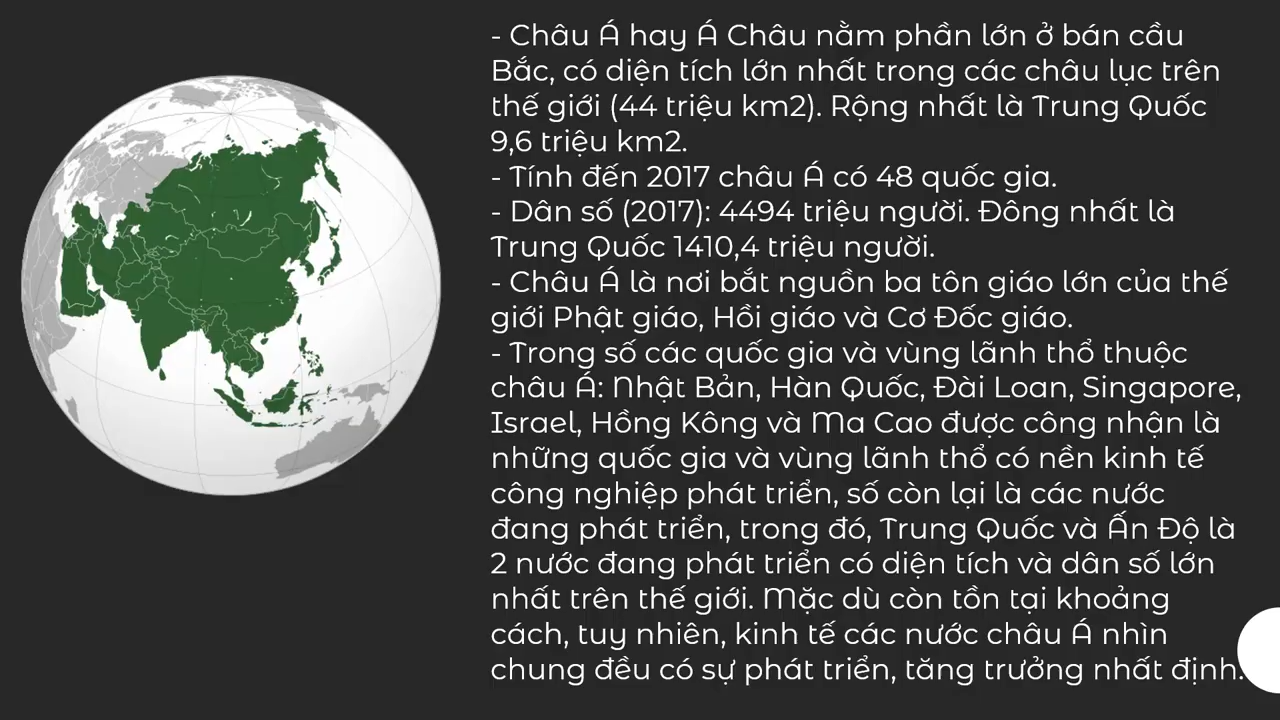 - Châu Á hay Á Châu nằm phần lớn ở bán cầu
Bắc, có diện tích lớn nhất trong các châu lục trên
thế giới (44 triệu km2). Rộng nhất là Trung Quốc
9,6 triệu km2.
- Tính đến 2017 châu Á có 48 quốc gia.
- Dân số (2017): 4494 triệu người. Đông nhất là
Trung Quốc 1410,4 triệu người.
- Châu Á là nơi bắt nguồn ba tôn giáo lớn của thế
giới Phật giáo, Hồi giáo và Cơ Đốc giáo.
- Trong số các quốc gia và vùng lãnh thổ thuộc
châu Á: Nhật Bản, Hàn Quốc, Đài Loan, Singapore,
Israel, Hồng Kông và Ma Cao được công nhận là
những quốc gia và vùng lãnh thổ có nền kinh tế
công nghiệp phát triển, số còn lại là các nước
đang phát triển, trong đó, Trung Quốc và Ấn Độ là
2 nước đang phát triển có diện tích và dân số lớn
nhất trên thế giới. Mặc dù còn tồn tại khoảng
cách, tuy nhiên, kinh tế các nước châu Á nhìn
chung đều có sự phát triển, tăng trưởng nhất định.